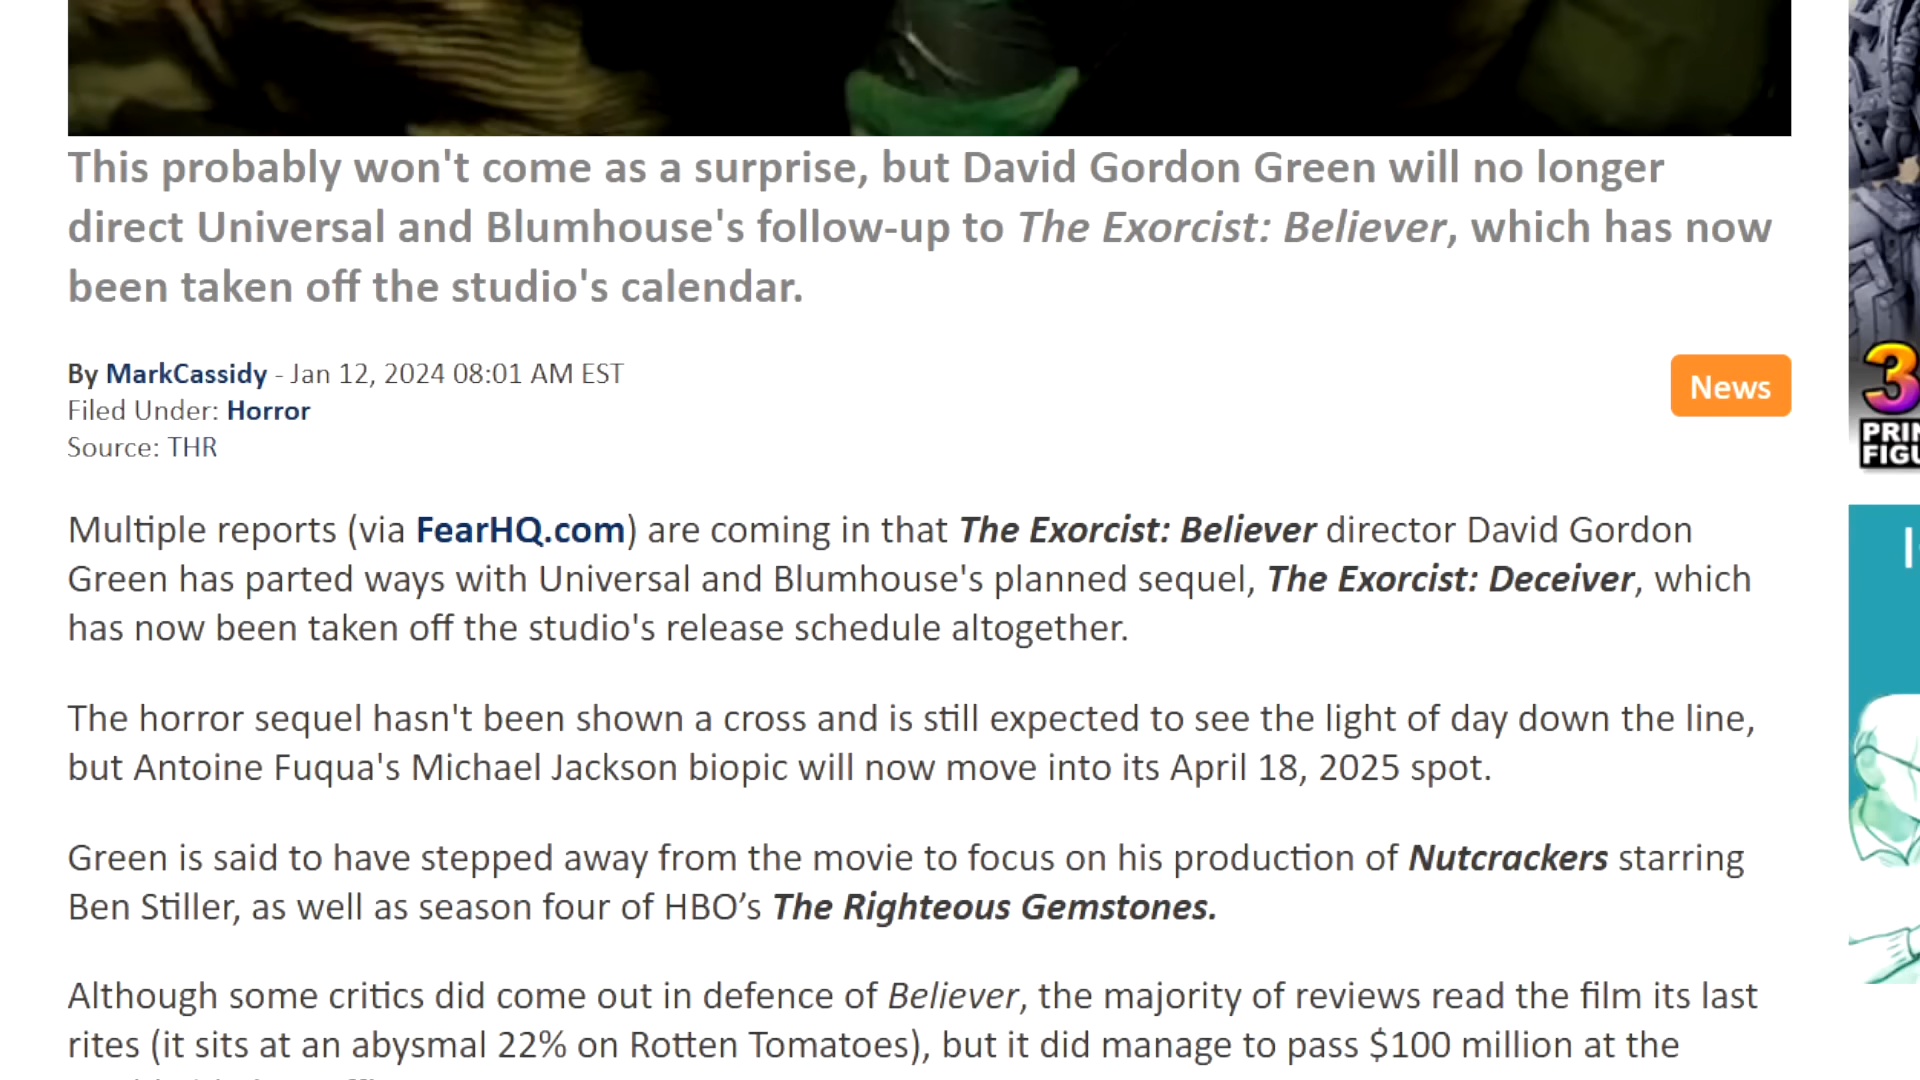 This probably won't come as a surprise, but David Gordon Green will no longer
direct Universal and Blumhouse's follow-up to The Exorcist: Believer, which has now
been taken off the studio's calendar.
By MarkCassidy - Jan 12, 2024 08:01 AM EST
News
Filed Under: Horror
Source: THR
3
PRIN
FIGU
Multiple reports (via FearHQ.com) are coming in that The Exorcist: Believer director David Gordon
Green has parted ways with Universal and Blumhouse's planned sequel, The Exorcist: Deceiver, which
has now been taken off the studio's release schedule altogether.
The horror sequel hasn't been shown a cross and is still expected to see the light of day down the line,
but Antoine Fuqua's Michael Jackson biopic will now move into its April 18, 2025 spot.
Green is said to have stepped away from the movie to focus on his production of Nutcrackers starring
Ben Stiller, as well as season four of HBO’s The Righteous Gemstones.
Although some critics did come out in defence of Believer, the majority of reviews read the film its last
rites (it sits at an abysmal 22% on Rotten Tomatoes), but it did manage to pass $100 million at the